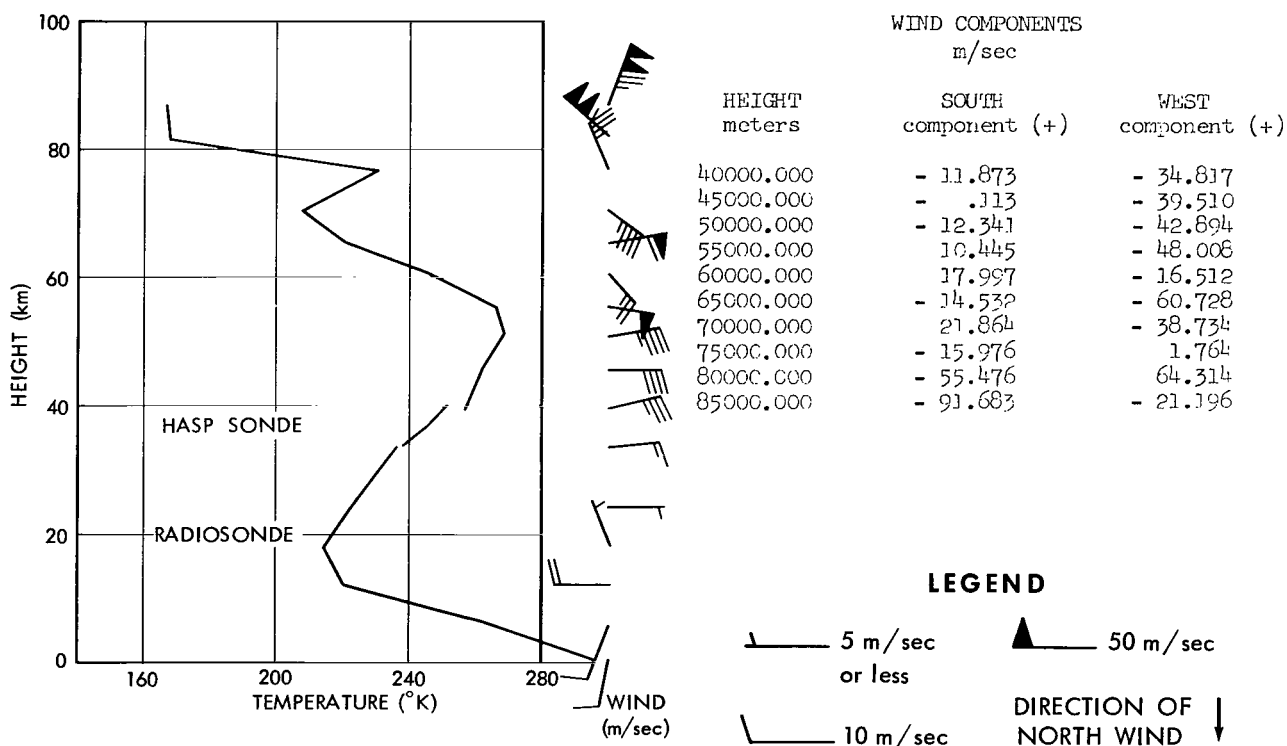 100
80
60
40
20
0
HEIGHT (km)
HASP SONDE
RADIOSONDE
160 200 240 280
TEMPERATURE (°K)
WIND
(m/sec)
WIND COMPONENTS
m/sec
HEIGHT SOUTH WEST
meters component (+) component (+)
40000.000 - 11.873 - 34.817
45000.000 - .113 - 39.510
50000.000 - 12.341 - 42.894
55000.000 10.445 - 48.008
60000.000 17.997 - 16.512
65000.000 - 14.532 - 60.728
70000.000 21.864 - 38.734
75000.000 - 15.976 1.764
80000.000 - 55.476 64.314
85000.000 - 91.683 - 21.196
LEGEND
5 m/sec
or less
50 m/sec
10 m/sec
DIRECTION OF
NORTH WIND